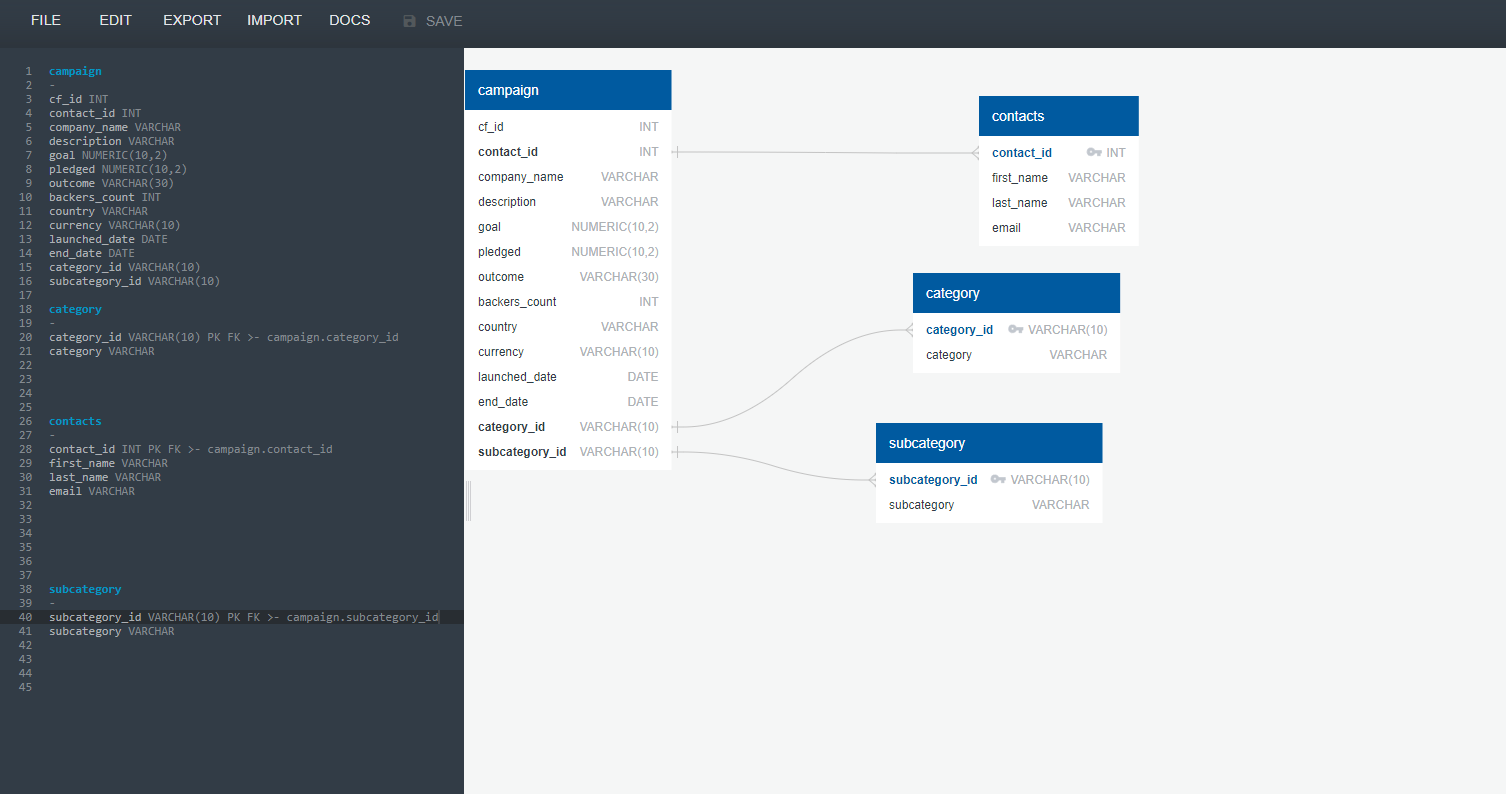 FILE EDIT EXPORT IMPORT DOCS SAVE
1 campaign
2 -
3 cf_id INT
4 contact_id INT
5 company_name VARCHAR
6 description VARCHAR
7 goal NUMERIC(10,2)
8 pledged NUMERIC(10,2)
9 outcome VARCHAR(30)
10 backers_count INT
11 country VARCHAR
12 currency VARCHAR(10)
13 launched_date DATE
14 end_date DATE
15 category_id VARCHAR(10)
16 subcategory_id VARCHAR(10)
17
18 category
19 -
20 category_id VARCHAR(10) PK FK >- campaign.category_id
21 category VARCHAR
22
23
24
25
26 contacts
27 -
28 contact_id INT PK FK >- campaign.contact_id
29 first_name VARCHAR
30 last_name VARCHAR
31 email VARCHAR
32
33
34
35
36
37
38 subcategory
39 -
40 subcategory_id VARCHAR(10) PK FK >- campaign.subcategory_id
41 subcategory VARCHAR
42
43
44
45
campaign
cf_id INT
contact_id INT
company_name VARCHAR
description VARCHAR
goal NUMERIC(10,2)
pledged NUMERIC(10,2)
outcome VARCHAR(30)
backers_count INT
country VARCHAR
currency VARCHAR(10)
launched_date DATE
end_date DATE
category_id VARCHAR(10)
subcategory_id VARCHAR(10)
contacts
contact_id INT
first_name VARCHAR
last_name VARCHAR
email VARCHAR
category
category_id VARCHAR(10)
category VARCHAR
subcategory
subcategory_id VARCHAR(10)
subcategory VARCHAR